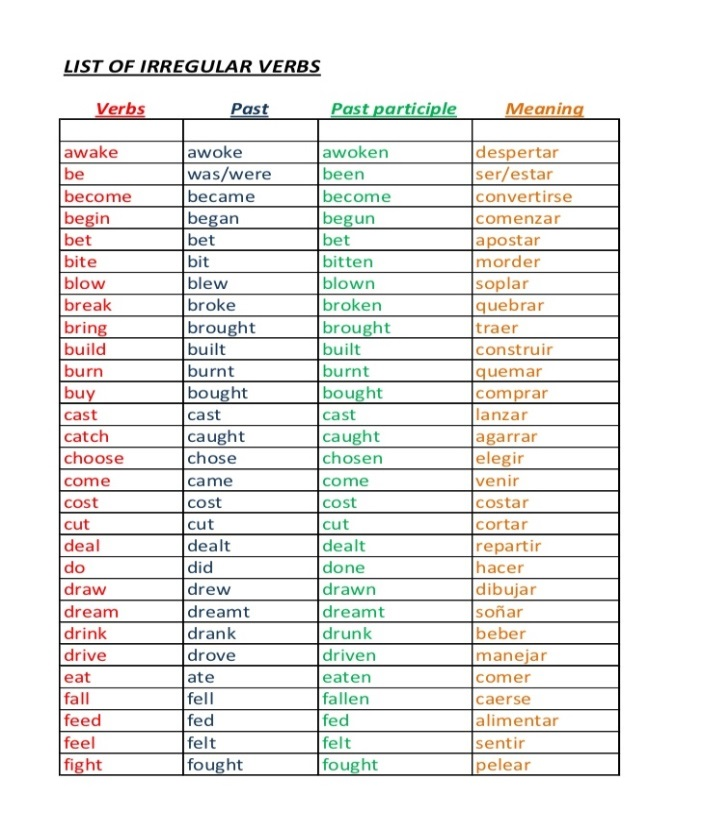 LIST OF IRREGULAR VERBS
Verbs Past Past participle Meaning
awake awoke awoken despertar
be was/were been ser/estar
become became become convertirse
begin began begun comenzar
bet bet bet apostar
bite bit bitten morder
blow blew blown soplar
break broke broken quebrar
bring brought brought traer
build built built construir
burn burnt burnt quemar
buy bought bought comprar
cast cast cast lanzar
catch caught caught agarrar
choose chose chosen elegir
come came come venir
cost cost cost costar
cut cut cut cortar
deal dealt dealt repartir
do did done hacer
draw drew drawn dibujar
dream dreamt dreamt soñar
drink drank drunk beber
drive drove driven manejar
eat ate eaten comer
fall fell fallen caerse
feed fed fed alimentar
feel felt felt sentir
fight fought fought pelear